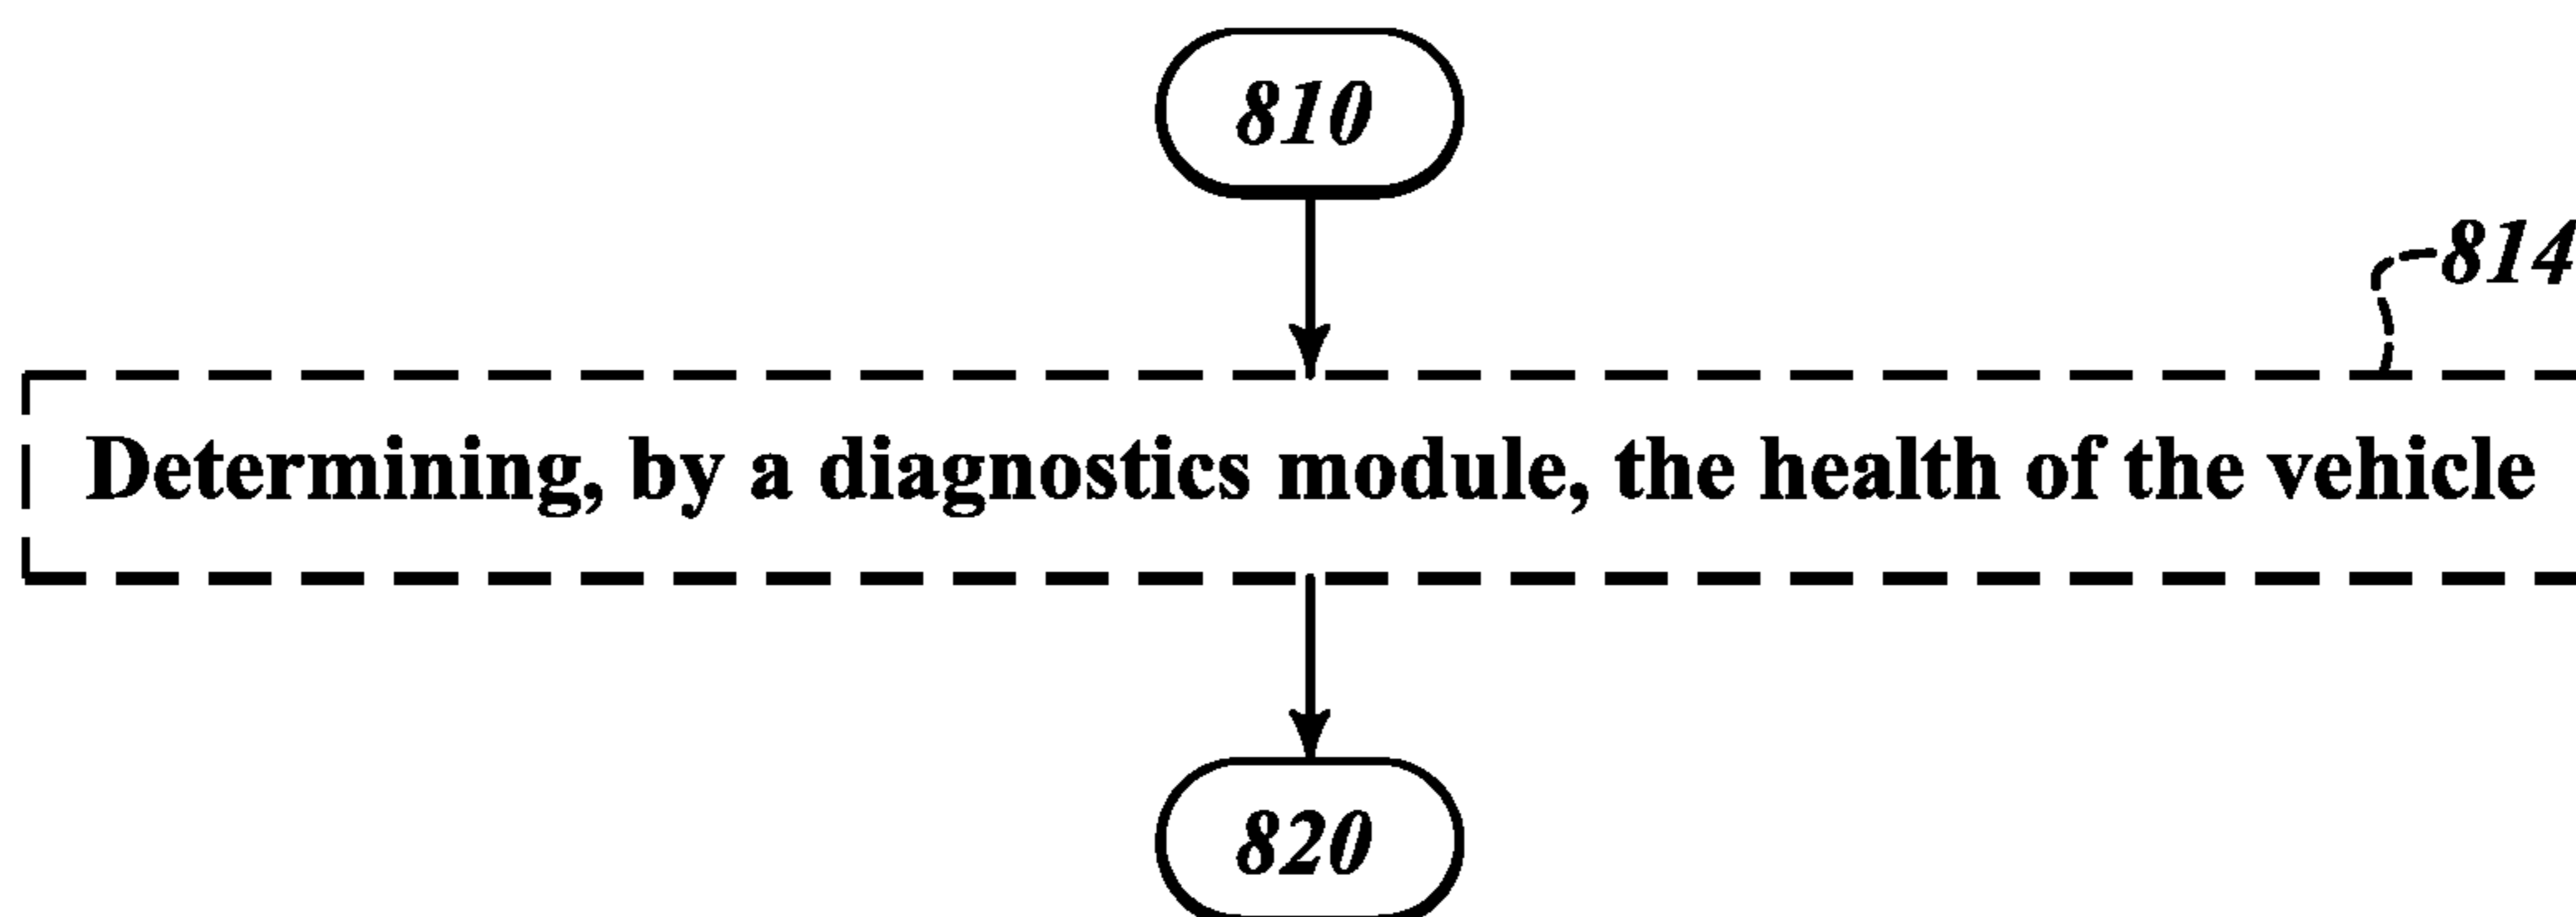 810
814
Determining, by a diagnostics module, the health of the vehicle
820